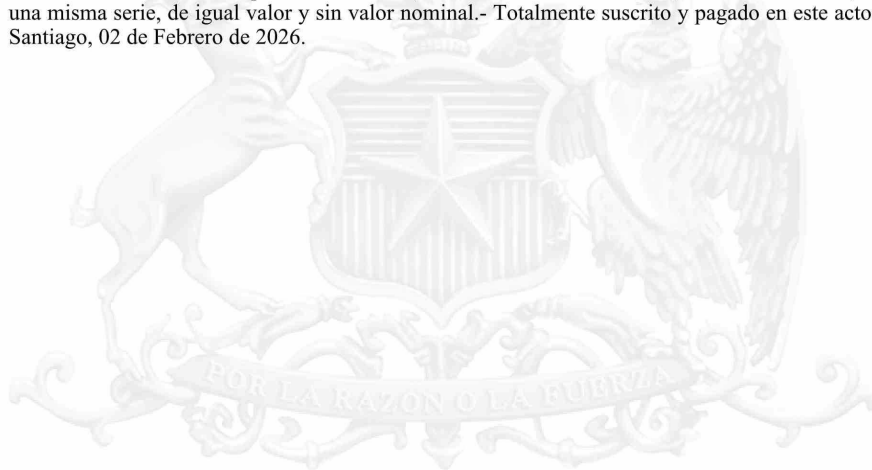 una misma serie, de igual valor y sin valor nominal.- Totalmente suscrito y pagado en este acto
Santiago, 02 de Febrero de 2026.
POR LA RAZON O LA FUERZA